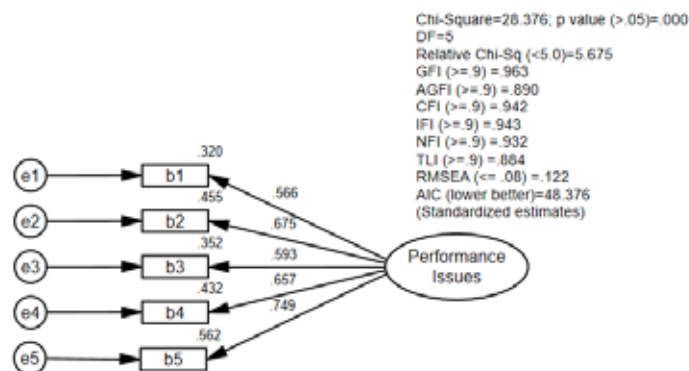 Chi-Square=28.376; p value (>.05)=.000
DF=5
Relative Chi-Sq (<5.0)=5.675
GFI (>=.9) =.963
AGFI (>=.9) =.890
CFI (>=.9) =.942
IFI (>=.9) =.943
NFI (>=.9) =.932
TLI (>=.9) =.884
RMSEA (<= .08) =.122
AIC (lower better)=48.376
(Standardized estimates)
.320
e1 b1 .566
.455
e2 b2 .675
.352
e3 b3 .593
.432
e4 b4 .657
.749
.562
e5 b5
Performance
Issues